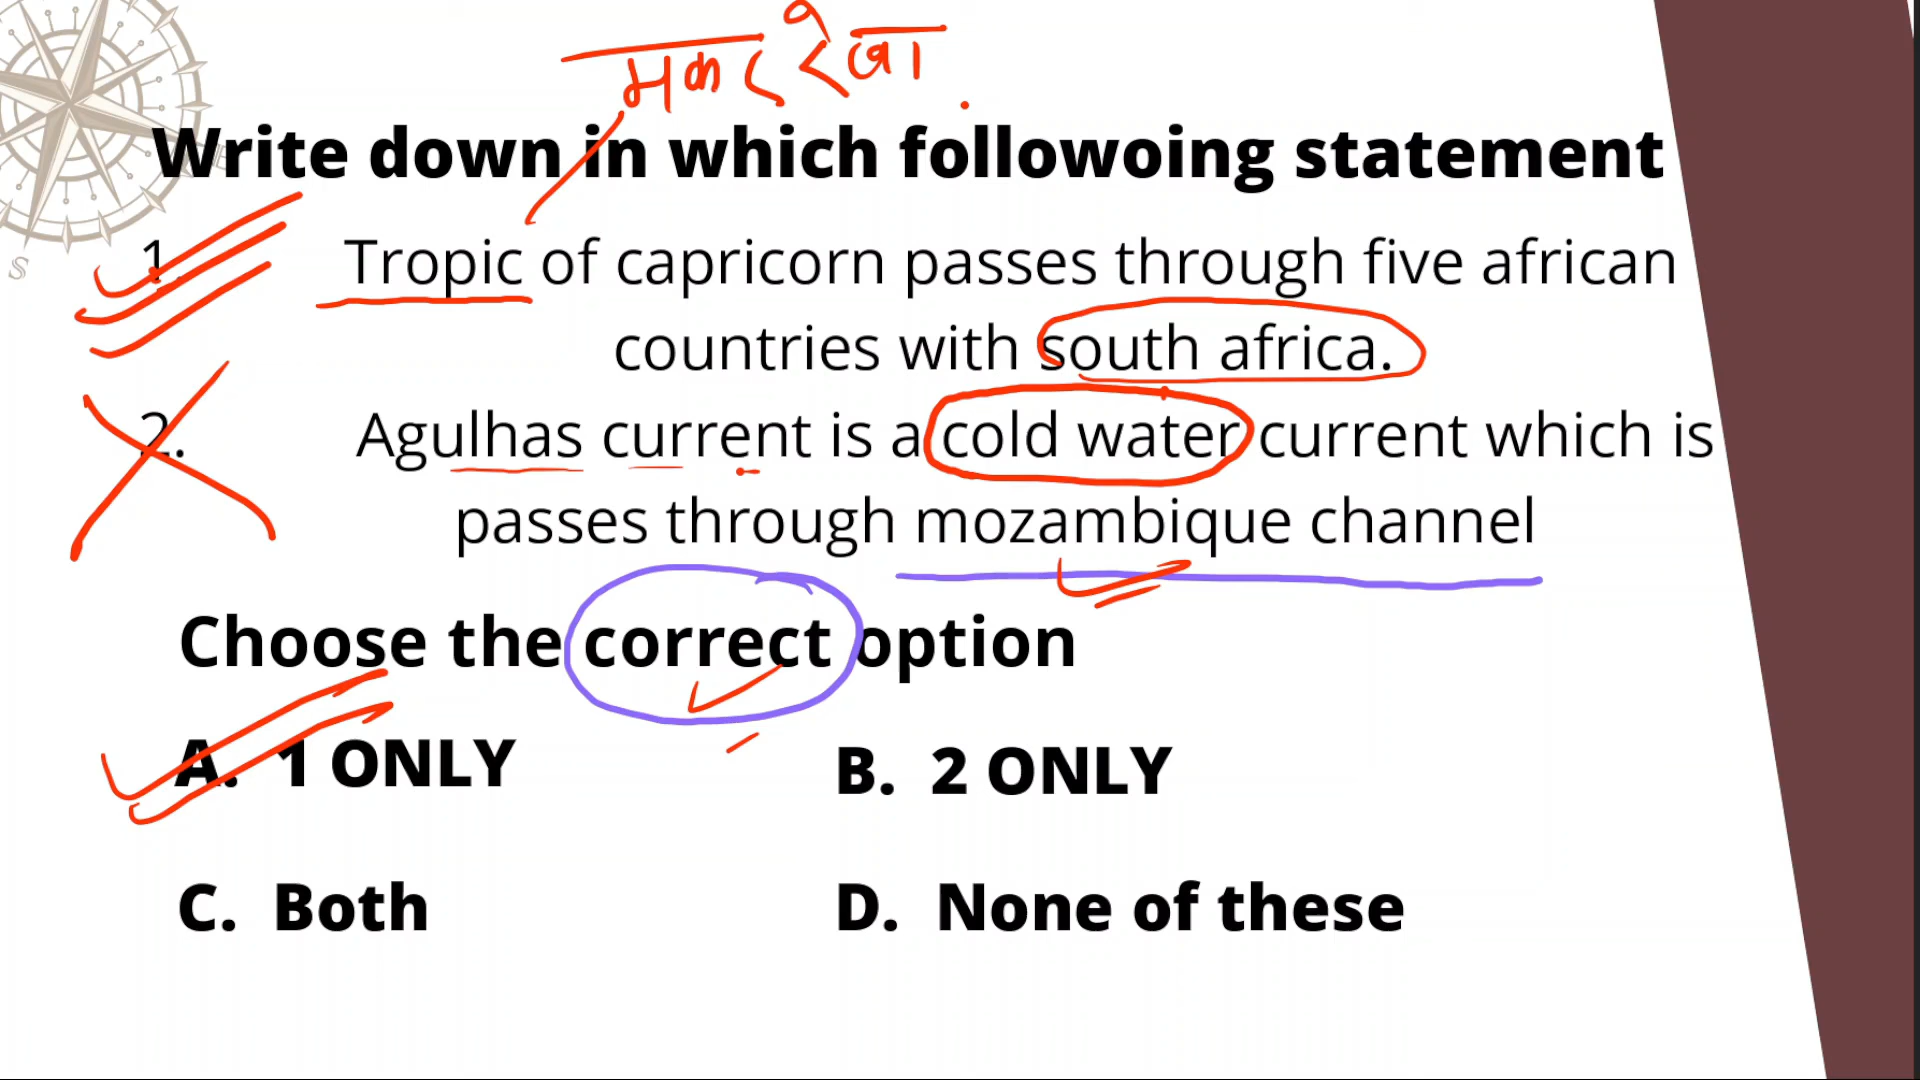 मकर रेखा
Write down in which followoing statement
1. Tropic of capricorn passes through five african
countries with south africa.
2. Agulhas current is a cold water current which is
passes through mozambique channel
Choose the correct option
A. 1 ONLY
B. 2 ONLY
C. Both
D. None of these
S